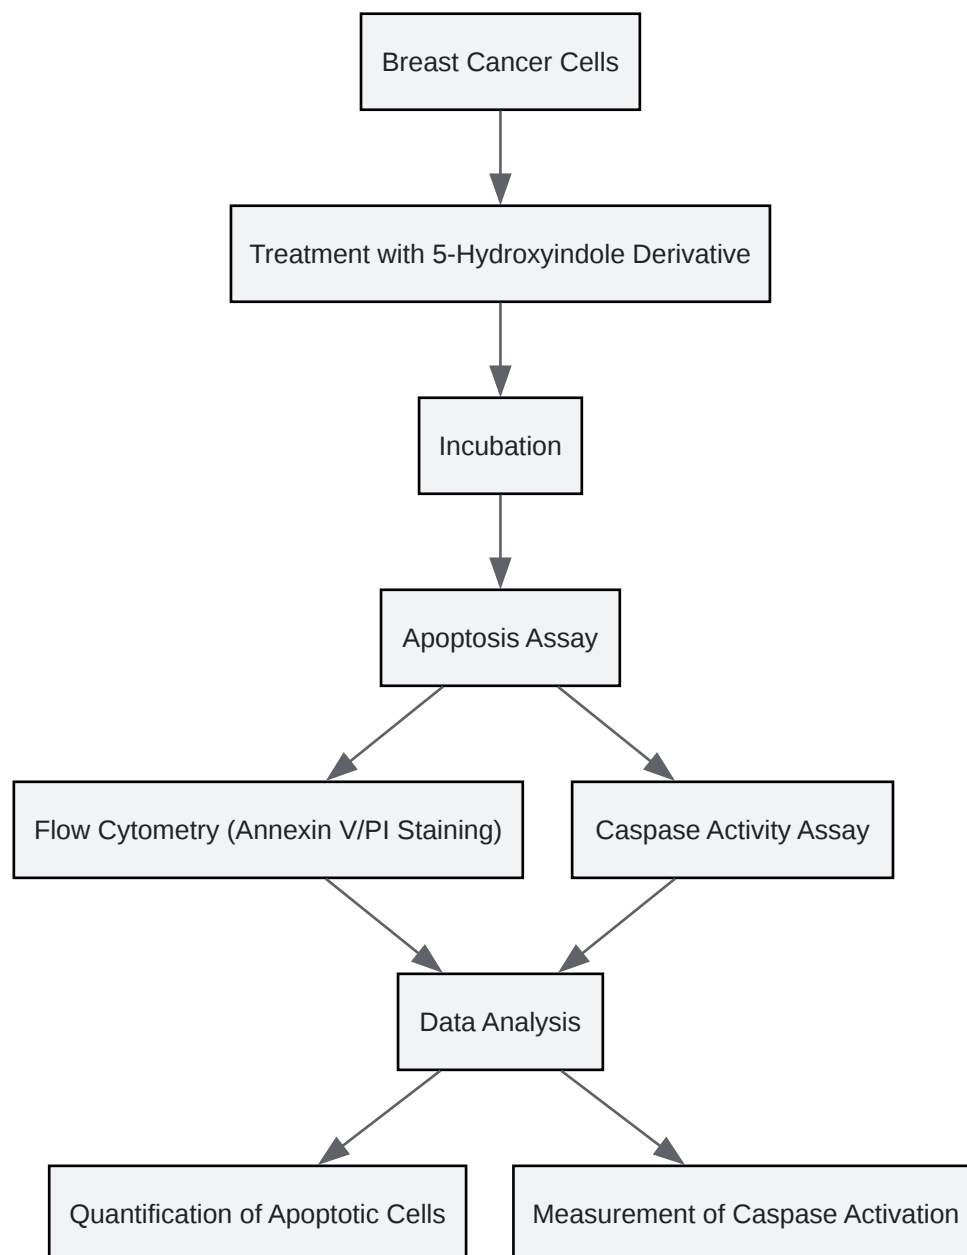 Breast Cancer Cells
Treatment with 5-Hydroxyindole Derivative
Incubation
Apoptosis Assay
Flow Cytometry (Annexin V/PI Staining)
Caspase Activity Assay
Data Analysis
Quantification of Apoptotic Cells
Measurement of Caspase Activation